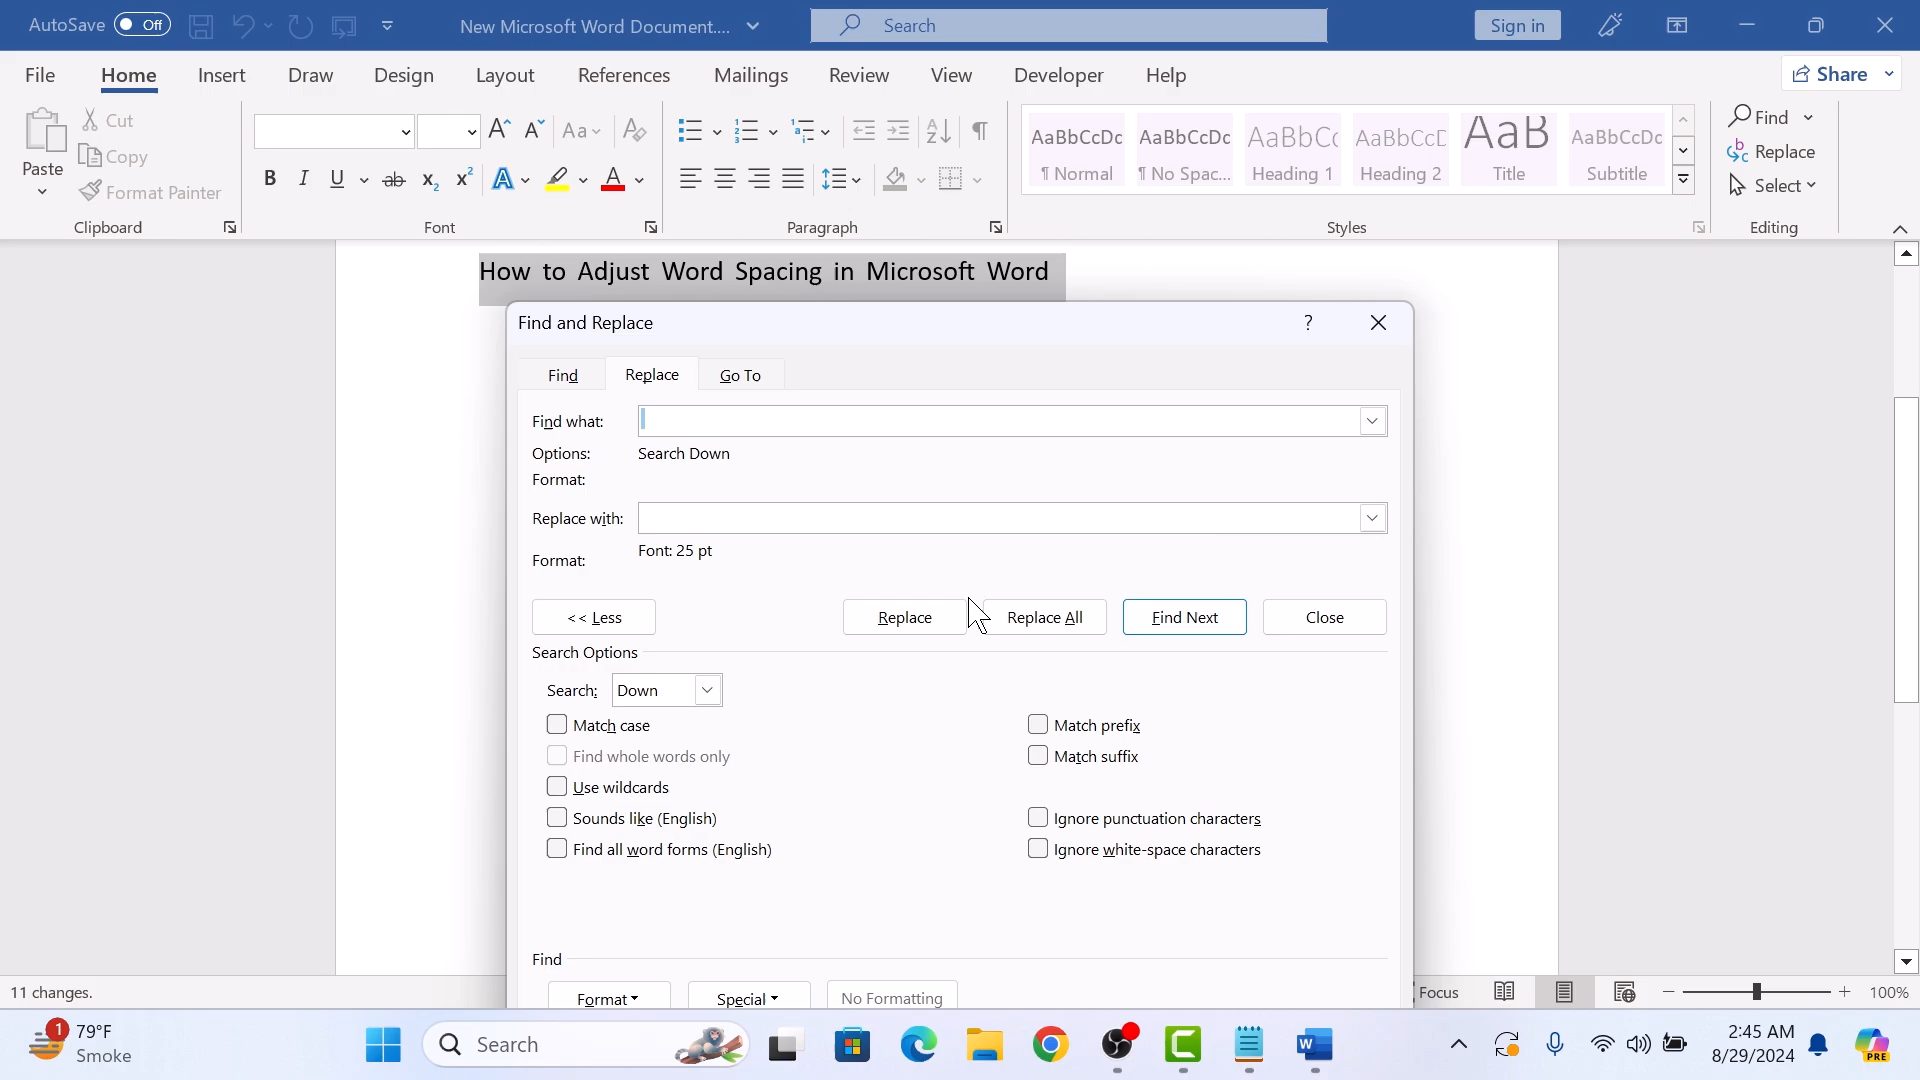 AutoSave Off
New Microsoft Word Document....
Search
Sign in
File Home Insert Draw Design Layout References Mailings Review View Developer Help
Share
Paste
Cut
Copy
Format Painter
Aa
A
AaBbCcDc AaBbCcDc AaBbC AaBbCcD AaB AaBbCcDc
¶ Normal ¶ No Spac... Heading 1 Heading 2 Title Subtitle
Find
Replace
Select
Clipboard Font Paragraph Styles Editing
How to Adjust Word Spacing in Microsoft Word
Find and Replace ?
Find Replace Go To
Find what:
Options: Search Down
Format:
Replace with:
Font: 25 pt
Format:
<< Less Replace Replace All Find Next Close
Search Options
Search: Down
Match case Match prefix
Find whole words only Match suffix
Use wildcards
Sounds like (English) Ignore punctuation characters
Find all word forms (English) Ignore white-space characters
Find
Format Special No Formatting
11 changes. Focus 100%
1 79°F
Smoke
Search
2:45 AM
8/29/2024
PRE